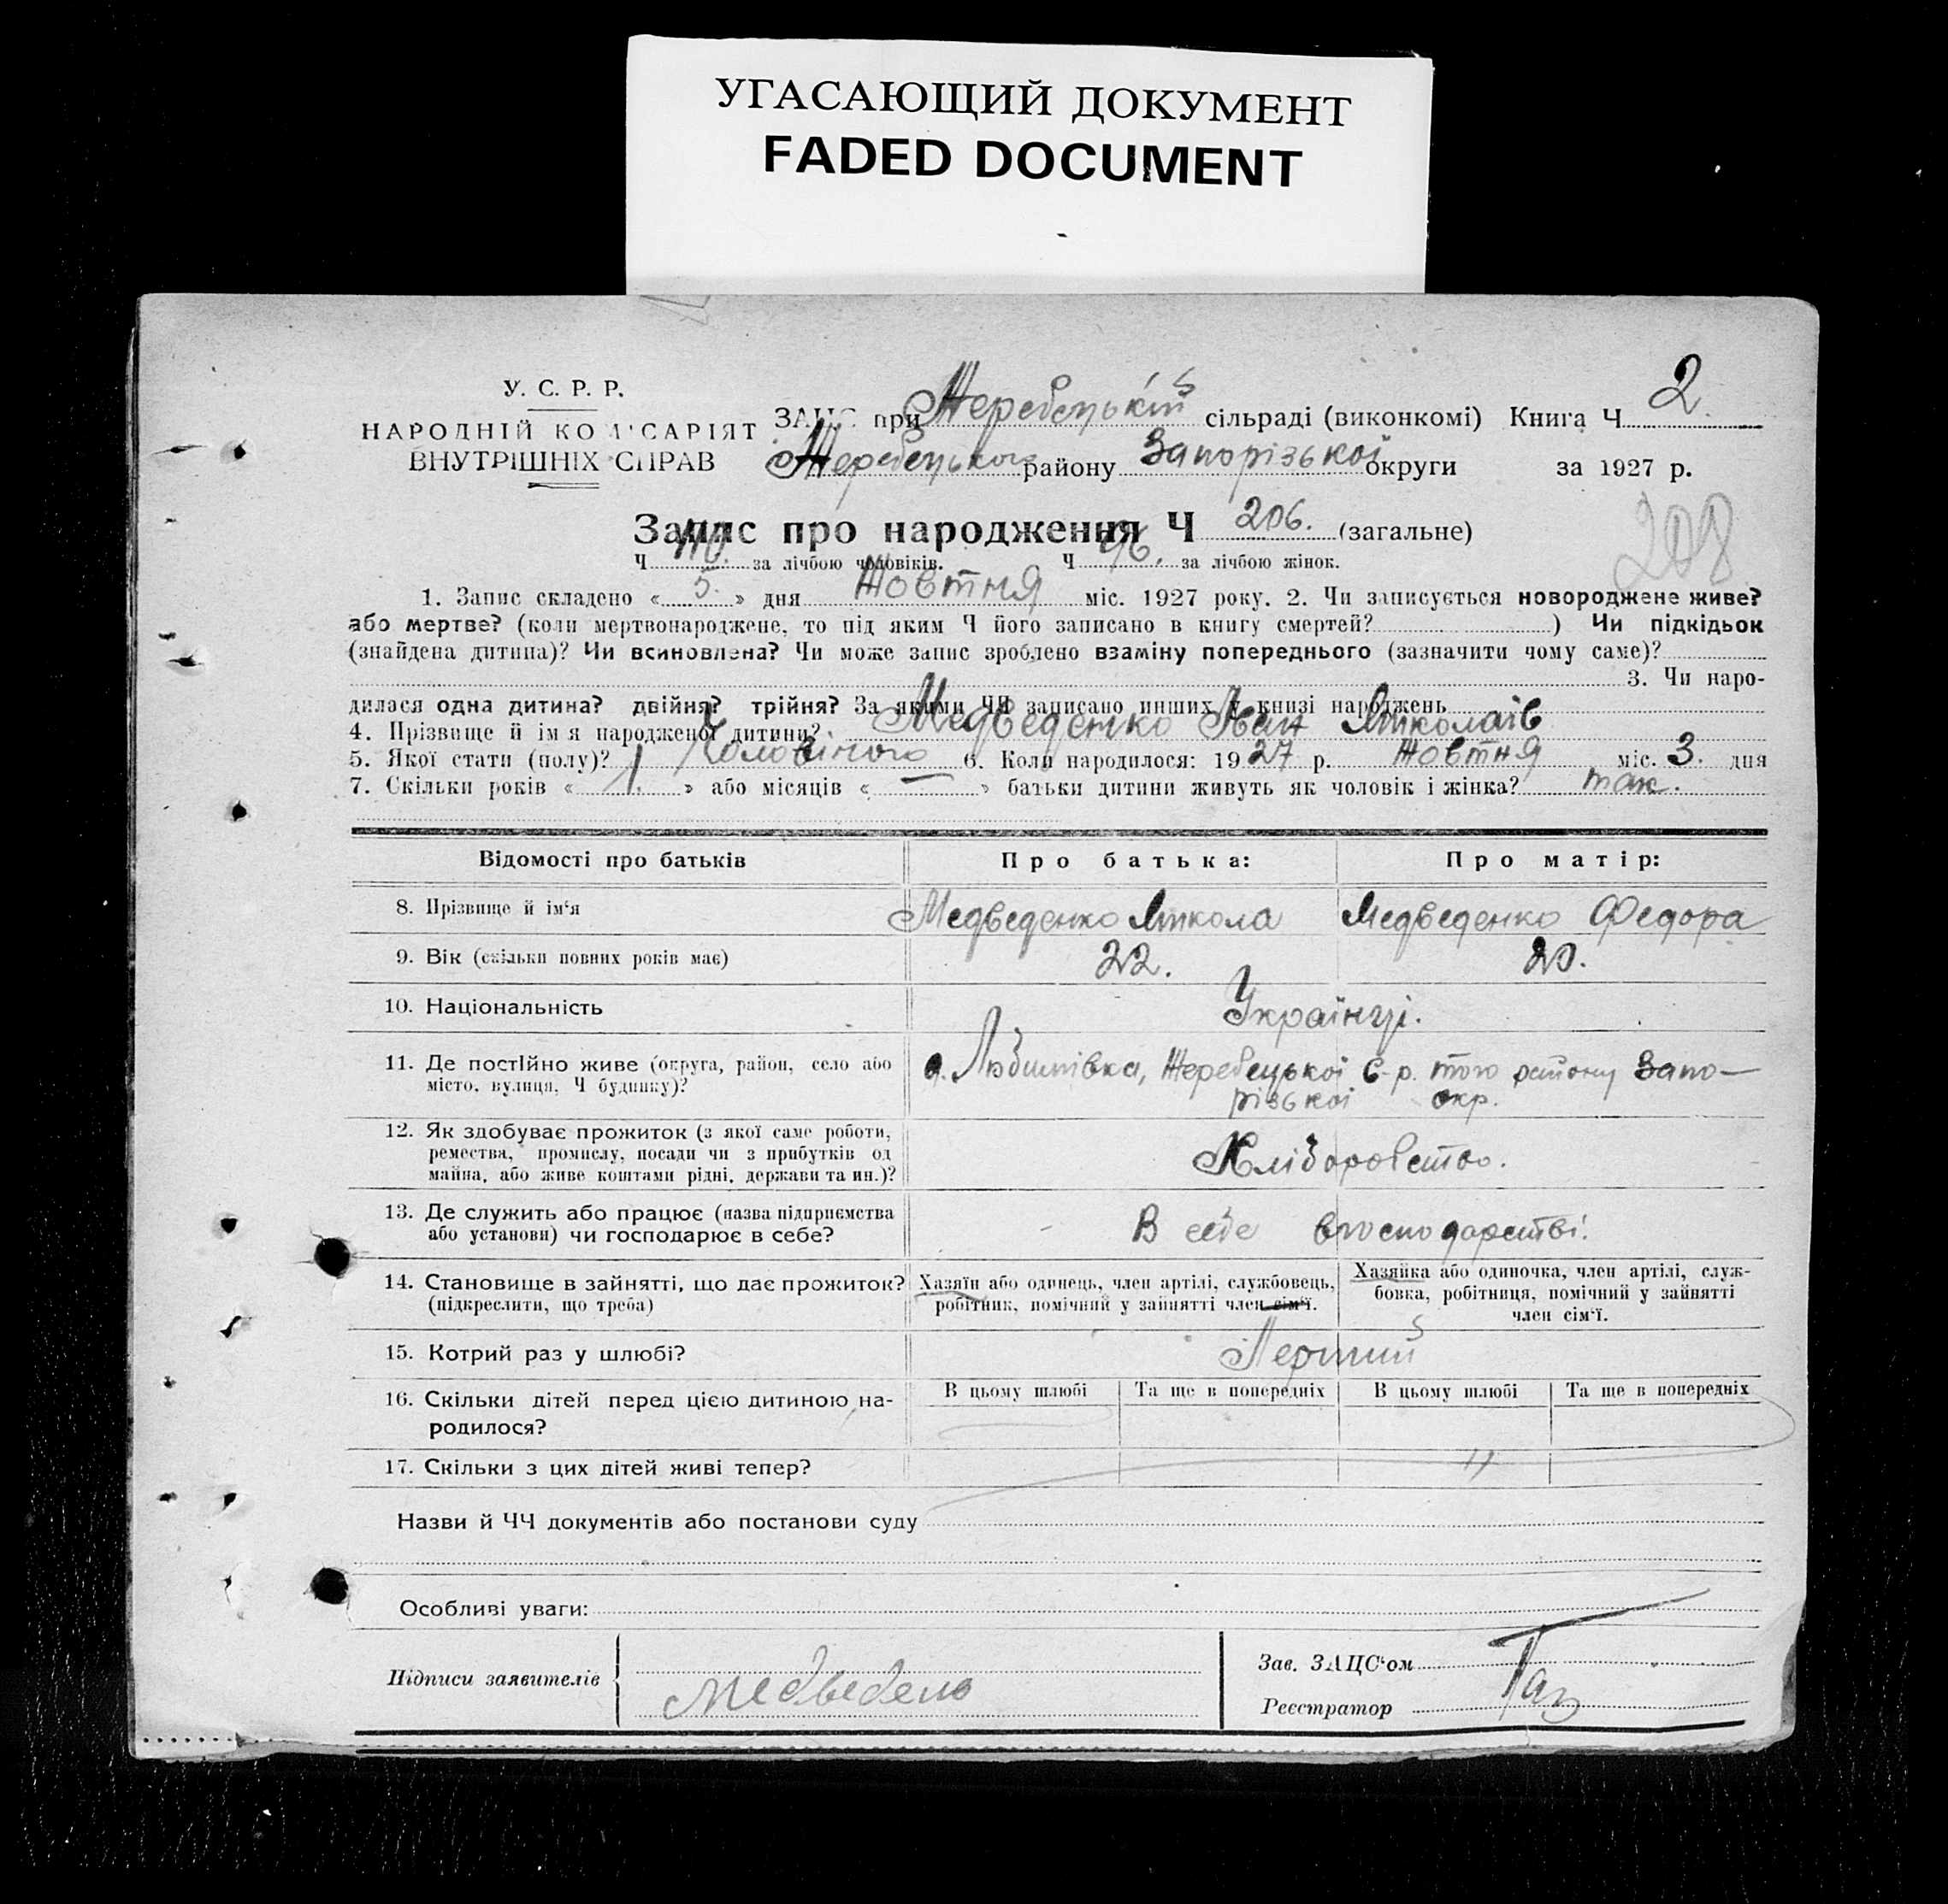 УГАСАЮЩИЙ ДОКУМЕНТ
FADED DOCUMENT
У. С. Р. Р.
НАРОДНІЙ КОМІСАРІЯТ
ВНУТРІШНІХ СПРАВ
ЗАЦС при Жеребецькій сільраді (виконкомі) Книга Ч 2.
Жеребецького району Запорізької округи за 1927 р.
Запис про народження Ч 206. (загальне)
208
Ч 110. за лічбою чоловіків. Ч 96. за лічбою жінок.
1. Запис складено « 5. » дня Жовтня міс. 1927 року. 2. Чи записується новороджене живе?
або мертве? (коли мертвонароджене, то під яким Ч його записано в книгу смертей? ) Чи підкідьок
(знайдена дитина)? Чи всиновлена? Чи може запис зроблено взаміну попереднього (зазначити чому саме)?
3. Чи наро-
дилася одна дитина? двійня? трійня? За якими ЧЧ записано инших у книзі народжень
4. Прізвище й ім'я народженої дитини? Медведенко Іван Миколаїв
5. Якої стати (полу)? Чоловічого 6. Коли народилося: 1927 р. Жовтня міс. 3. дня
7. Скільки років « 1. » або місяців « — » батьки дитини живуть як чоловік і жінка? так.
Відомості про батьків Про батька: Про матір:
8. Прізвище й ім'я Медведенко Микола Медведенко Федора
9. Вік (скільки повних років має) 22. 20.
10. Національність Українці.
11. Де постійно живе (округа, район, село або
місто, вулиця, Ч будинку)?
Любимівка, Жеребецької С-р. того району Запо—
різької окр.
12. Як здобуває прожиток (з якої саме роботи,
ремества, промислу, посади чи з прибутків од
майна, або живе коштами рідні, держави та ин.)?
Хліборобство.
13. Де служить або працює (назва підприємства
або установи) чи господарює в себе?
В себе вгосподарстві.
14. Становище в зайнятті, що дає прожиток?
(підкреслити, що треба)
Хазяїн або одинець, член артілі, службовець,
робітник, помічний у зайнятті член сім'ї.
Хазяйка або одиночка, член артілі, служ-
бовка, робітниця, помічний у зайнятті
член сім'ї.
15. Котрий раз у шлюбі? Перший
16. Скільки дітей перед цією дитиною на-
родилося?
В цьому шлюбі Та ще в попередніх В цьому шлюбі Та ще в попередніх
17. Скільки з цих дітей живі тепер?
Назви й ЧЧ документів або постанови суду
Особливі уваги:
Підписи заявителів
Зав. ЗАЦС'ом
Реєстратор